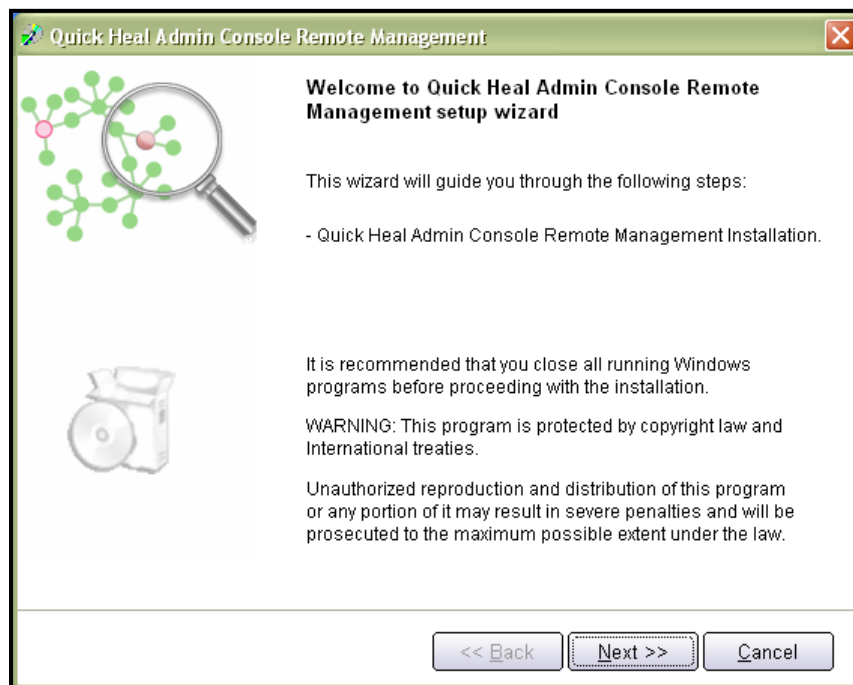 Quick Heal Admin Console Remote Management
Welcome to Quick Heal Admin Console Remote
Management setup wizard
This wizard will guide you through the following steps:
- Quick Heal Admin Console Remote Management Installation.
It is recommended that you close all running Windows
programs before proceeding with the installation.
WARNING: This program is protected by copyright law and
International treaties.
Unauthorized reproduction and distribution of this program
or any portion of it may result in severe penalties and will be
prosecuted to the maximum possible extent under the law.
<< Back
Next >>
Cancel